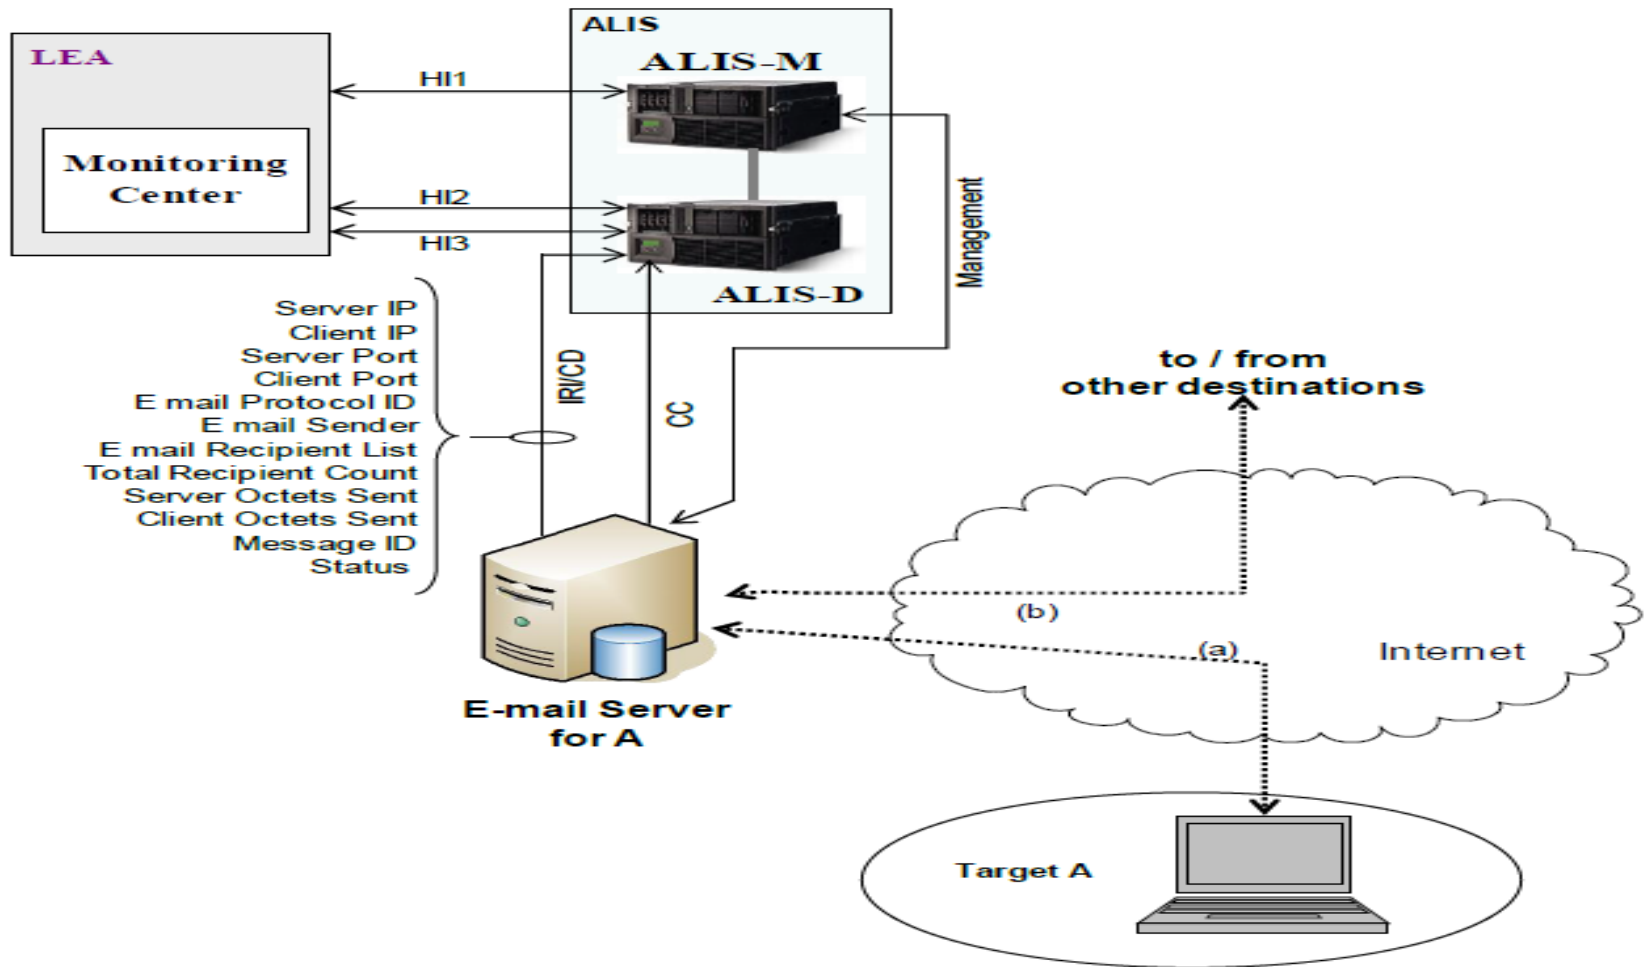 ALIS
LEA
ALIS-M
HI1
Monitoring
Center
HI2
HI3
Management
ALIS-D
Server IP
Client IP
Server Port
Client Port
E mail Protocol ID
E mail Sender
E mail Recipient List
Total Recipient Count
Server Octets Sent
Client Octets Sent
Message ID
Status
IRI/CD
CC
to / from
other destinations
(b)
(a)
Internet
E-mail Server
for A
Target A